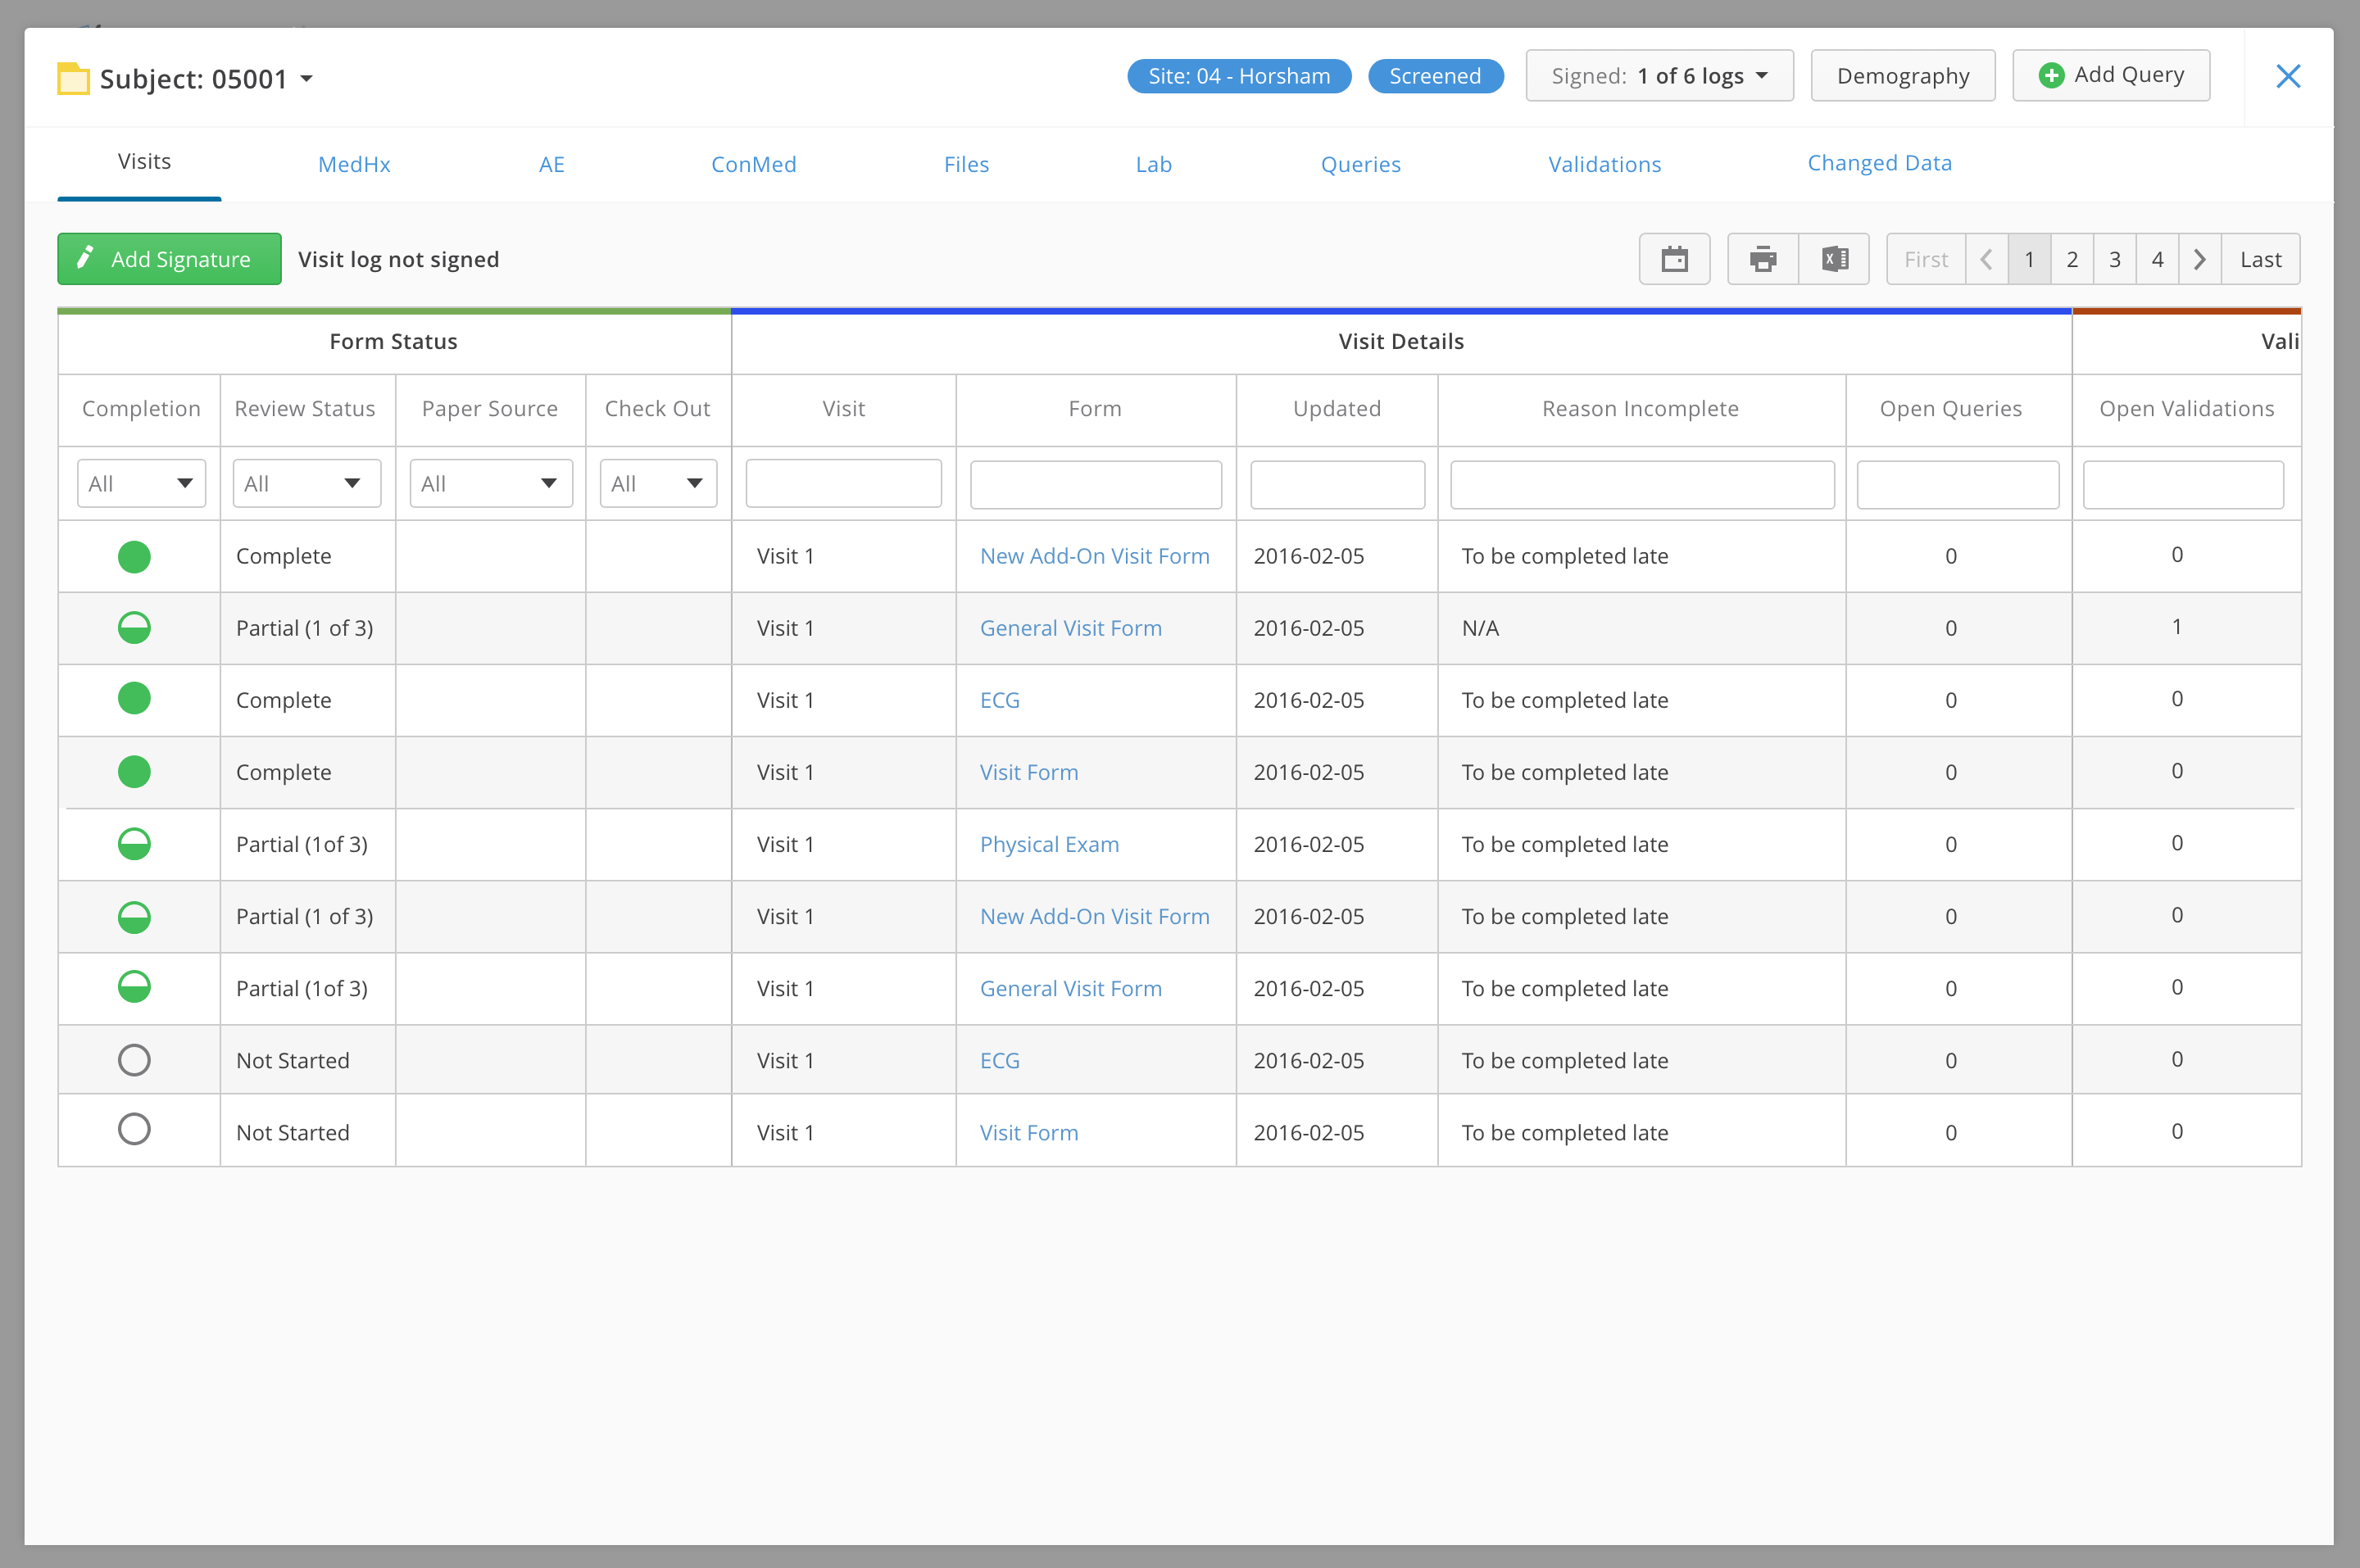 Subject: 05001
Site: 04 - Horsham Screened Signed: 1 of 6 logs Demography Add Query
Visits MedHx AE ConMed Files Lab Queries Validations Changed Data
Add Signature Visit log not signed First 1 2 3 4 Last
Form Status Visit Details Vali
Completion Review Status Paper Source Check Out Visit Form Updated Reason Incomplete Open Queries Open Validations
All All All All
Complete Visit 1 New Add-On Visit Form 2016-02-05 To be completed late 0 0
Partial (1 of 3) Visit 1 General Visit Form 2016-02-05 N/A 0 1
Complete Visit 1 ECG 2016-02-05 To be completed late 0 0
Complete Visit 1 Visit Form 2016-02-05 To be completed late 0 0
Partial (1of 3) Visit 1 Physical Exam 2016-02-05 To be completed late 0 0
Partial (1 of 3) Visit 1 New Add-On Visit Form 2016-02-05 To be completed late 0 0
Partial (1of 3) Visit 1 General Visit Form 2016-02-05 To be completed late 0 0
Not Started Visit 1 ECG 2016-02-05 To be completed late 0 0
Not Started Visit 1 Visit Form 2016-02-05 To be completed late 0 0